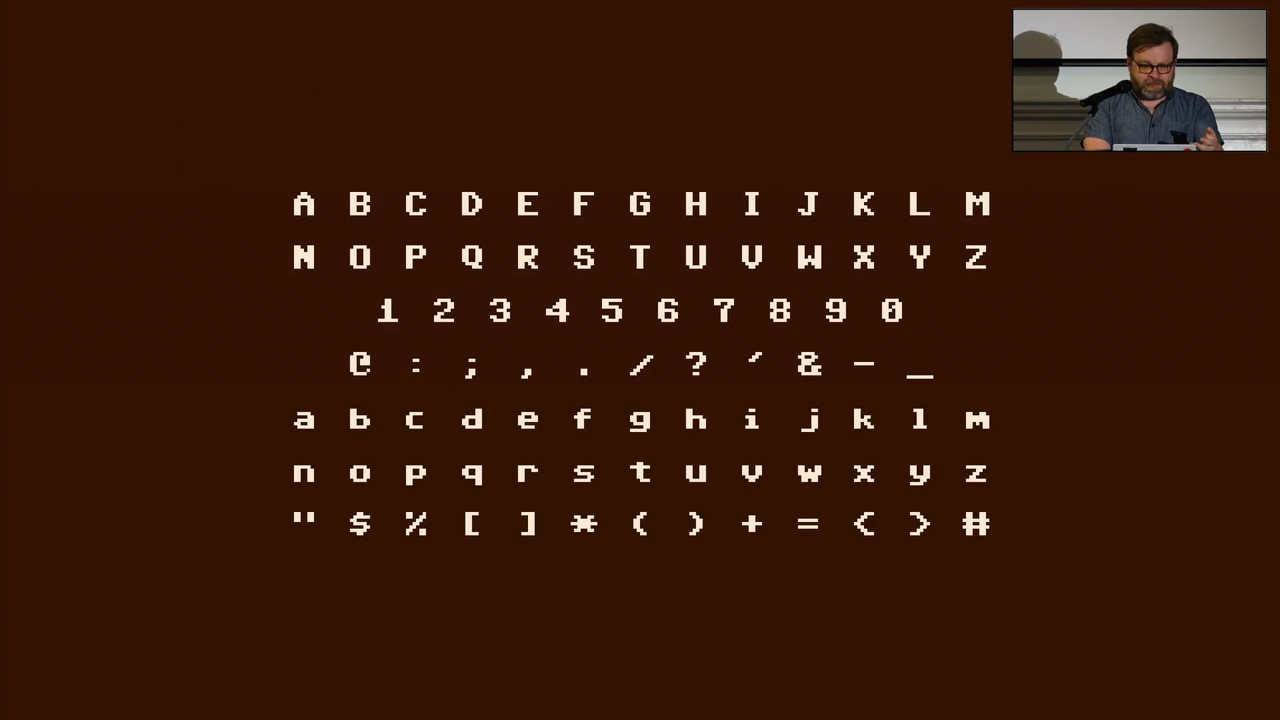 A B C D E F G H I J K L M
N O P Q R S T U V W X Y Z
1 2 3 4 5 6 7 8 9 0
@ : ; , . / ? ´ & - _
a b c d e f g h i j k l m
n o p q r s t u v w x y z
" $ % [ ] * ( ) + = < > #